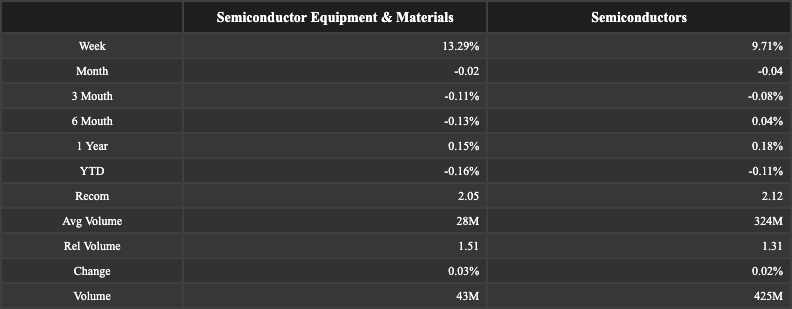 Semiconductor Equipment & Materials Semiconductors
Week 13.29% 9.71%
Month -0.02 -0.04
3 Mouth -0.11% -0.08%
6 Mouth -0.13% 0.04%
1 Year 0.15% 0.18%
YTD -0.16% -0.11%
Recom 2.05 2.12
Avg Volume 28M 324M
Rel Volume 1.51 1.31
Change 0.03% 0.02%
Volume 43M 425M